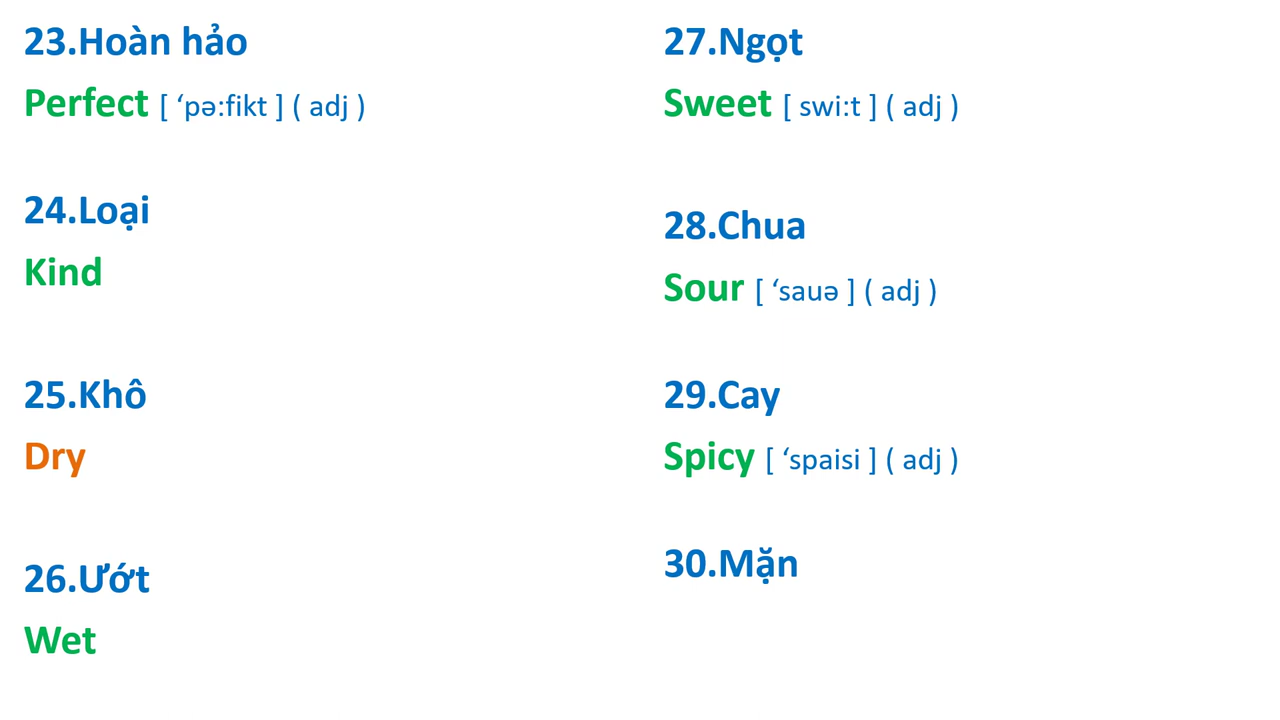 23.Hoàn hảo
Perfect [ ‘pə:fikt ] ( adj )
24.Loại
Kind
25.Khô
Dry
26.Ướt
Wet
27.Ngọt
Sweet [ swi:t ] ( adj )
28.Chua
Sour [ ‘sauə ] ( adj )
29.Cay
Spicy [ ‘spaisi ] ( adj )
30.Mặn